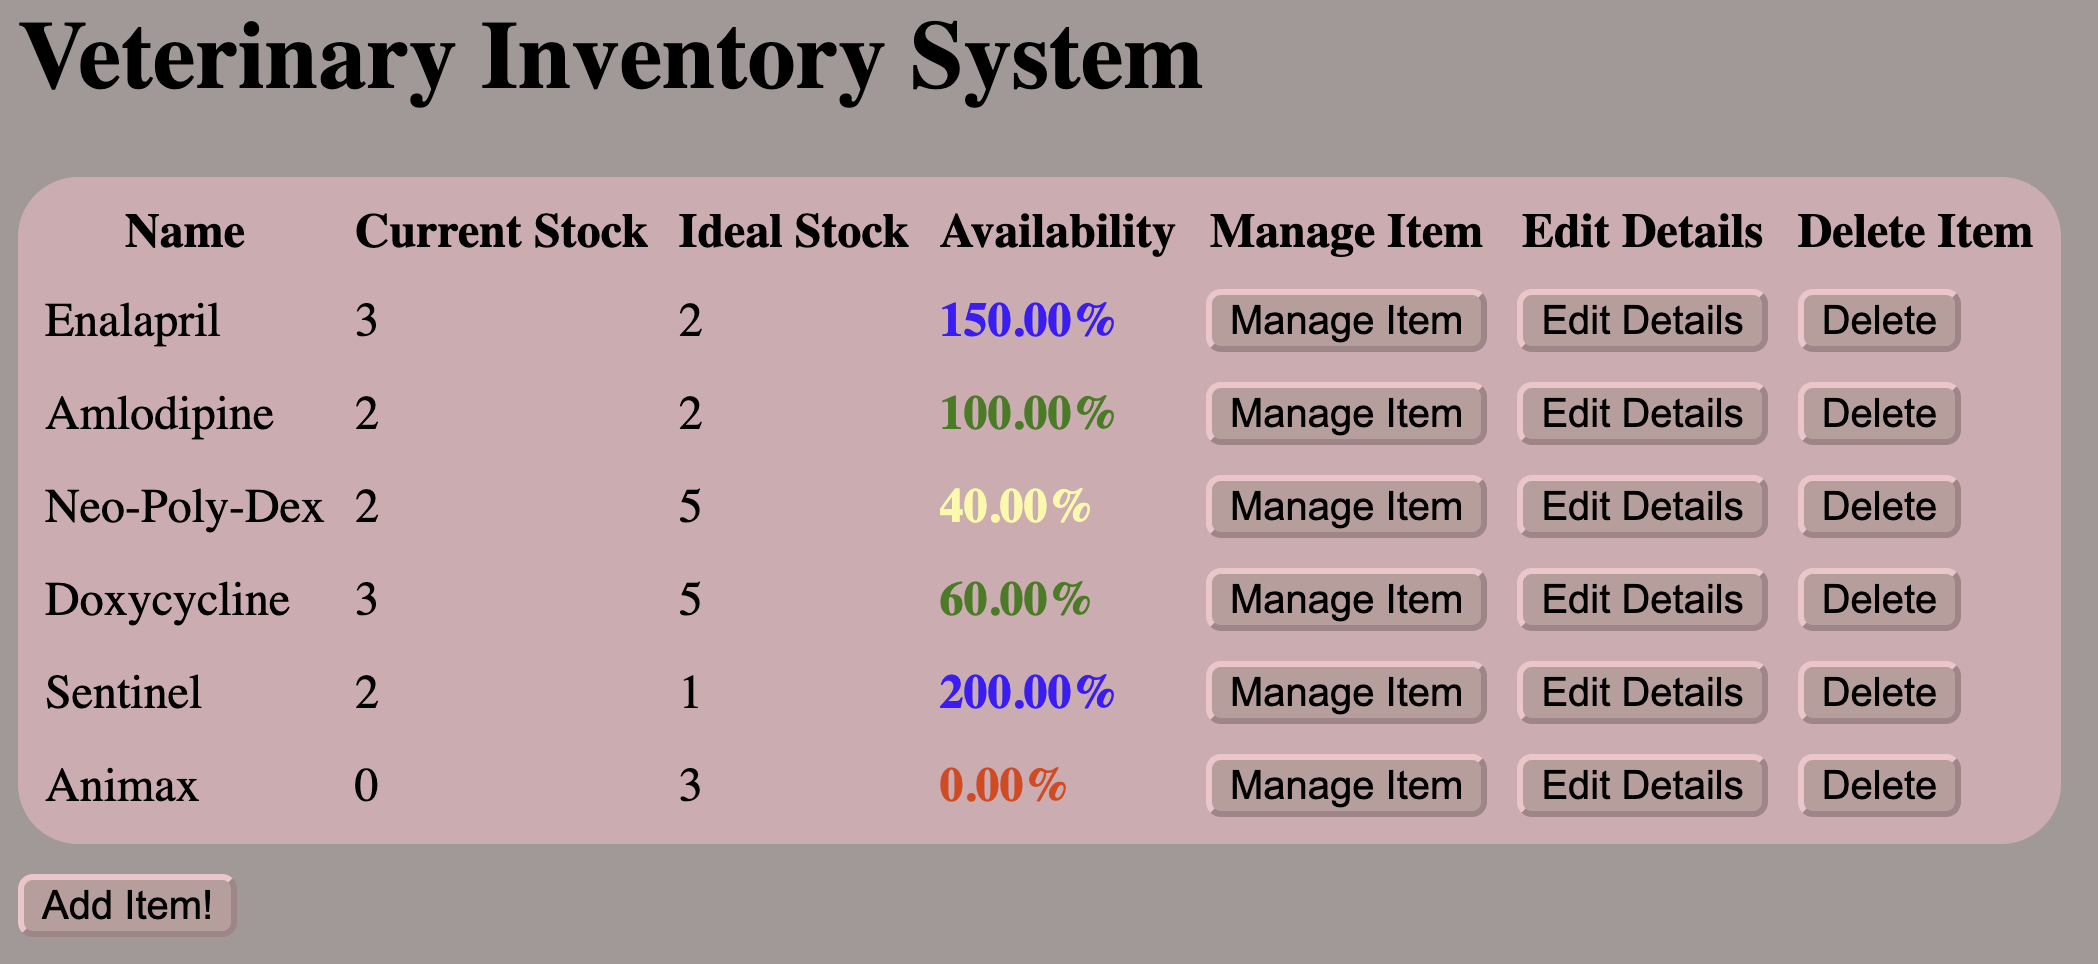 Veterinary Inventory System
Name Current Stock Ideal Stock Availability Manage Item Edit Details Delete Item
Enalapril 3 2 150.00% Manage Item Edit Details Delete
Amlodipine 2 2 100.00% Manage Item Edit Details Delete
Neo-Poly-Dex 2 5 40.00% Manage Item Edit Details Delete
Doxycycline 3 5 60.00% Manage Item Edit Details Delete
Sentinel 2 1 200.00% Manage Item Edit Details Delete
Animax 0 3 0.00% Manage Item Edit Details Delete
Add Item!